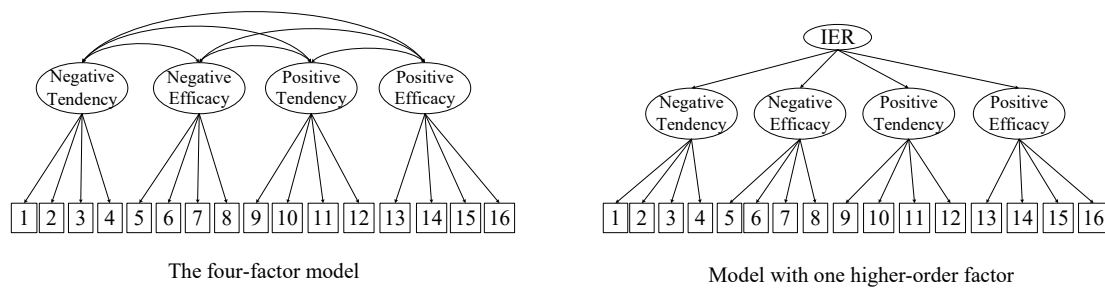 Negative
Tendency
Negative
Efficacy
Positive
Tendency
Positive
Efficacy
1 2 3 4 5 6 7 8 9 10 11 12 13 14 15 16
The four-factor model
IER
Negative
Tendency
Negative
Efficacy
Positive
Tendency
Positive
Efficacy
1 2 3 4 5 6 7 8 9 10 11 12 13 14 15 16
Model with one higher-order factor